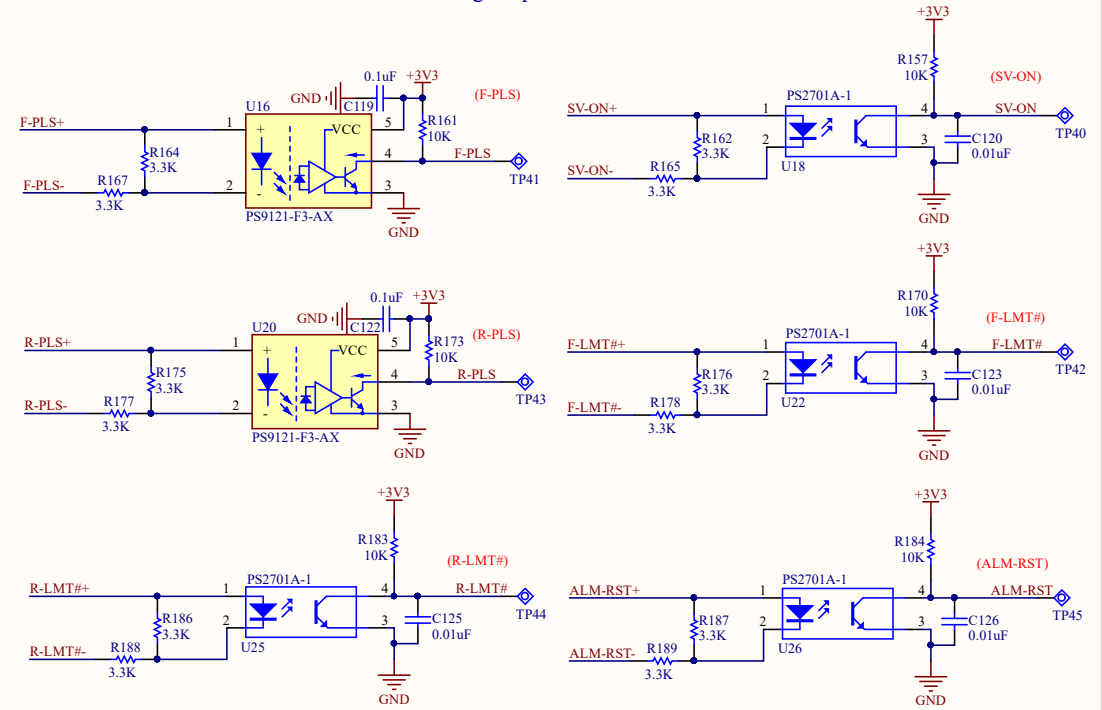 +3V3
R157
10K
(SV-ON)
PS2701A-1
SV-ON+
1
4
SV-ON
TP40
R162
3.3K
2
3
C120
0.01uF
SV-ON-
R165
3.3K
U18
GND
0.1uF
+3V3
GND
C119
(F-PLS)
U16
R161
10K
F-PLS+
1
+
VCC
5
R164
3.3K
4
F-PLS
TP41
F-PLS-
R167
3.3K
2
-
3
PS9121-F3-AX
GND
+3V3
R170
10K
(F-LMT#)
PS2701A-1
F-LMT#+
1
4
F-LMT#
TP42
R176
3.3K
2
3
C123
0.01uF
F-LMT#-
R178
3.3K
U22
GND
0.1uF
+3V3
GND
C122
(R-PLS)
U20
R173
10K
R-PLS+
1
+
VCC
5
R175
3.3K
4
R-PLS
TP43
R-PLS-
R177
3.3K
2
-
3
PS9121-F3-AX
GND
+3V3
R183
10K
(R-LMT#)
PS2701A-1
R-LMT#+
1
4
R-LMT#
TP44
R186
3.3K
2
3
C125
0.01uF
R-LMT#-
R188
3.3K
U25
GND
+3V3
R184
10K
(ALM-RST)
PS2701A-1
ALM-RST+
1
4
ALM-RST
TP45
R187
3.3K
2
3
C126
0.01uF
ALM-RST-
R189
3.3K
U26
GND